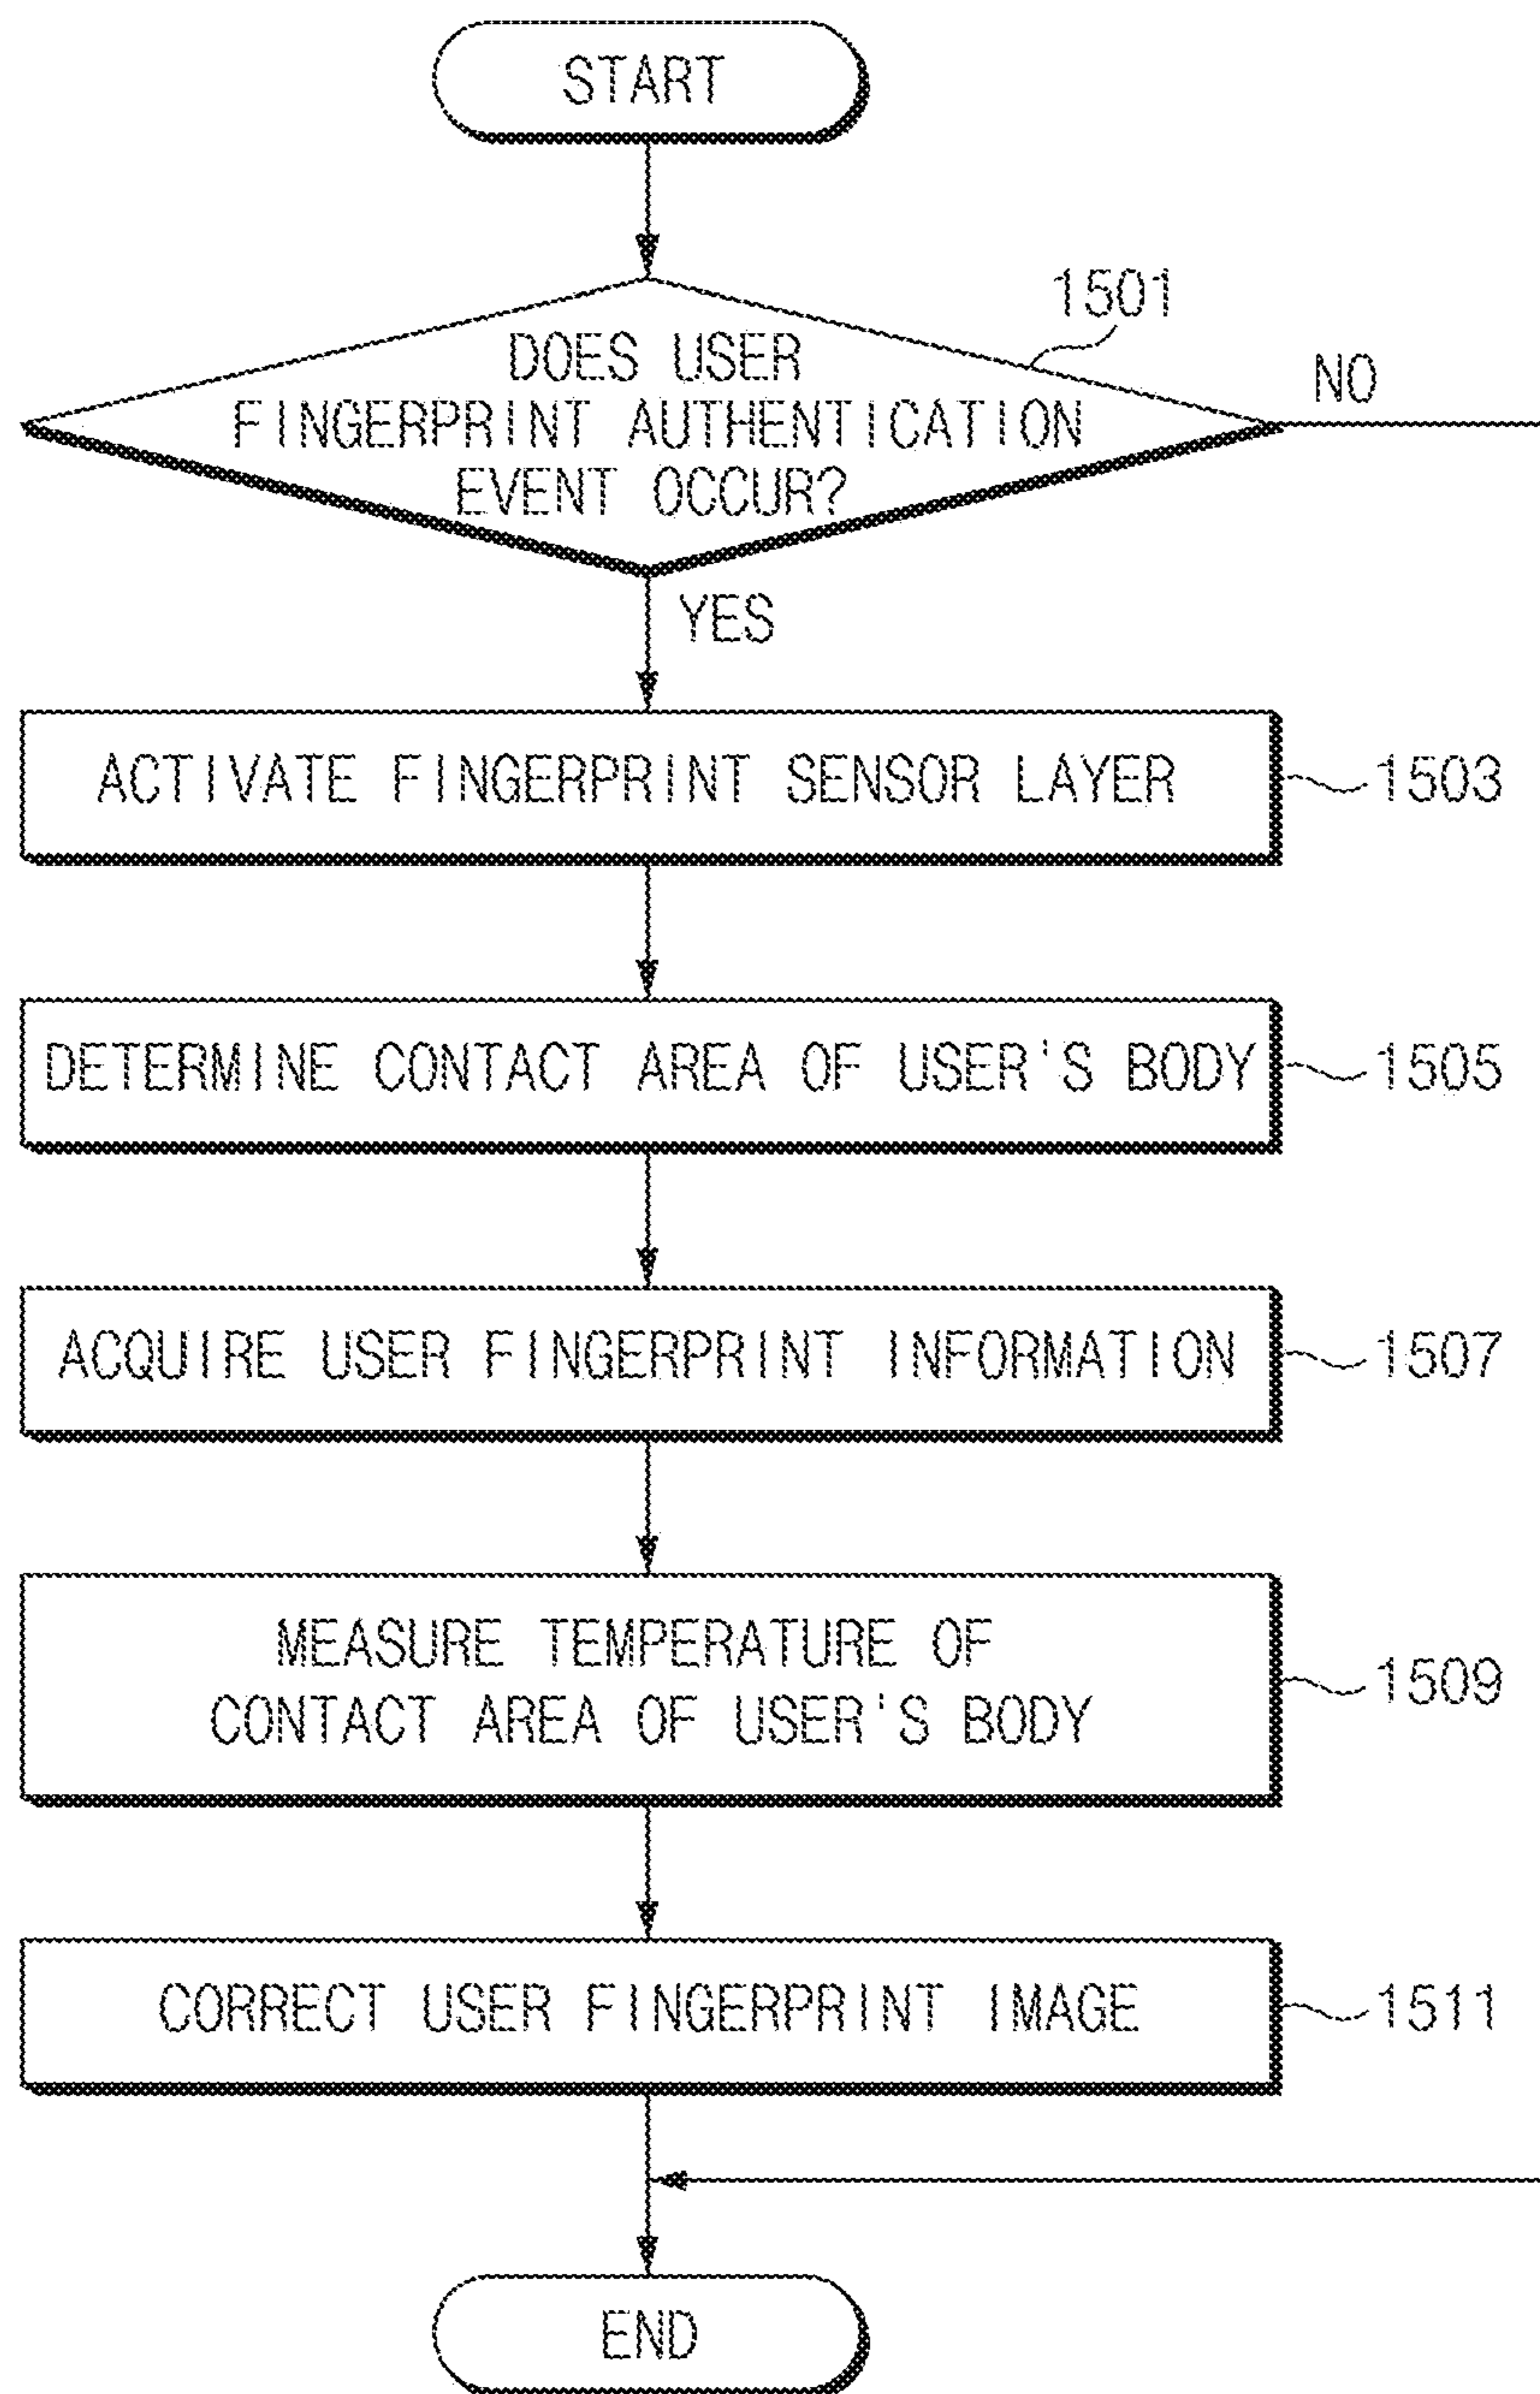 START
1501
DOES USER
NO
FINGERPRINT AUTHENTICATION
EVENT OCCUR?
YES
ACTIVATE FINGERPRINT SENSOR LAYER
1503
DETERMINE CONTACT AREA OF USER'S BODY
1505
ACQUIRE USER FINGERPRINT INFORMATION
1507
MEASURE TEMPERATURE OF
CONTACT AREA OF USER'S BODY
1509
CORRECT USER FINGERPRINT IMAGE
1511
END